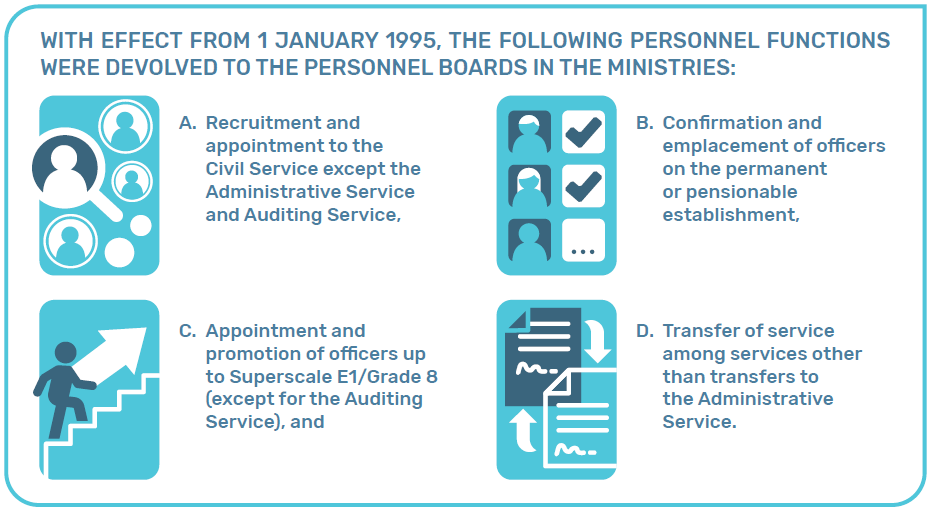 WITH EFFECT FROM 1 JANUARY 1995, THE FOLLOWING PERSONNEL FUNCTIONS
WERE DEVOLVED TO THE PERSONNEL BOARDS IN THE MINISTRIES:
A. Recruitment and
appointment to the
Civil Service except the
Administrative Service
and Auditing Service,
B. Confirmation and
emplacement of officers
on the permanent
or pensionable
establishment,
C. Appointment and
promotion of officers up
to Superscale E1/Grade 8
(except for the Auditing
Service), and
D. Transfer of service
among services other
than transfers to
the Administrative
Service.